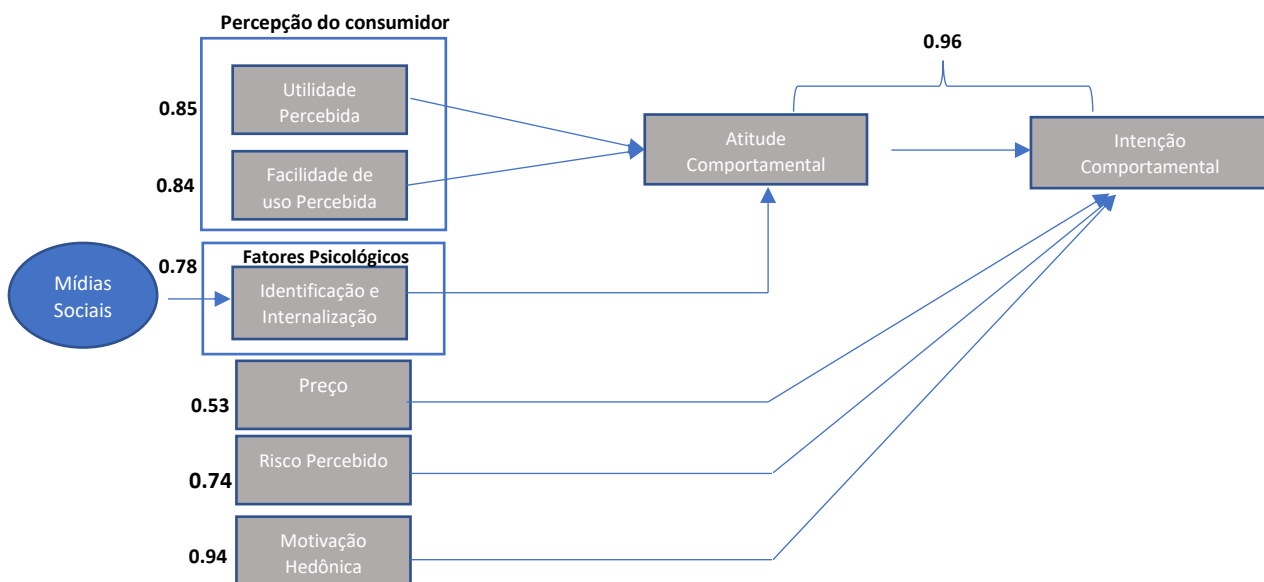 Percepção do consumidor
0.96
Utilidade
Percebida
0.85
Atitude
Comportamental
Intenção
Comportamental
Facilidade de
uso Percebida
0.84
Fatores Psicológicos
0.78
Mídias
Sociais
Identificação e
Internalização
Preço
0.53
Risco Percebido
0.74
Motivação
Hedônica
0.94